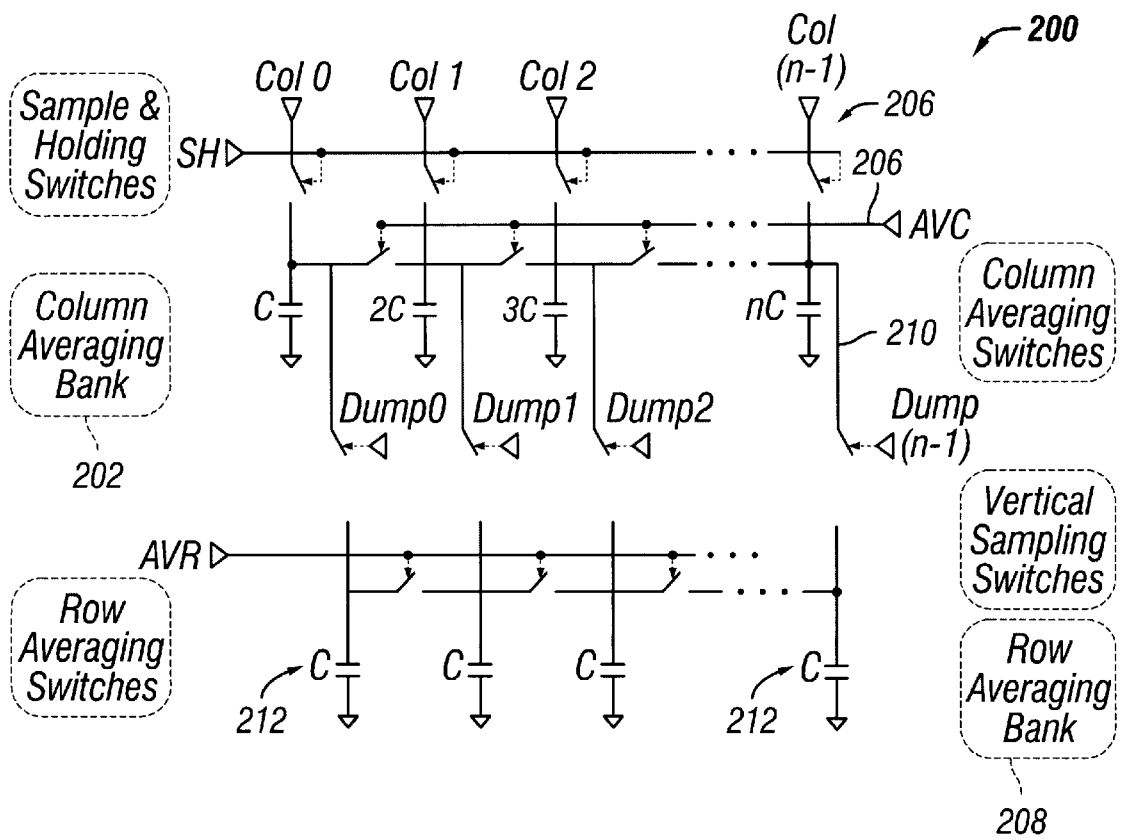 200
Col 0
Col 1
Col 2
Col
(n-1)
206
Sample &
Holding
Switches
SH
206
AVC
Column
Averaging
Bank
202
C
2C
3C
nC
210
Column
Averaging
Switches
Dump0
Dump1
Dump2
Dump
(n-1)
Vertical
Sampling
Switches
AVR
Row
Averaging
Switches
C
C
C
C
212
212
Row
Averaging
Bank
208